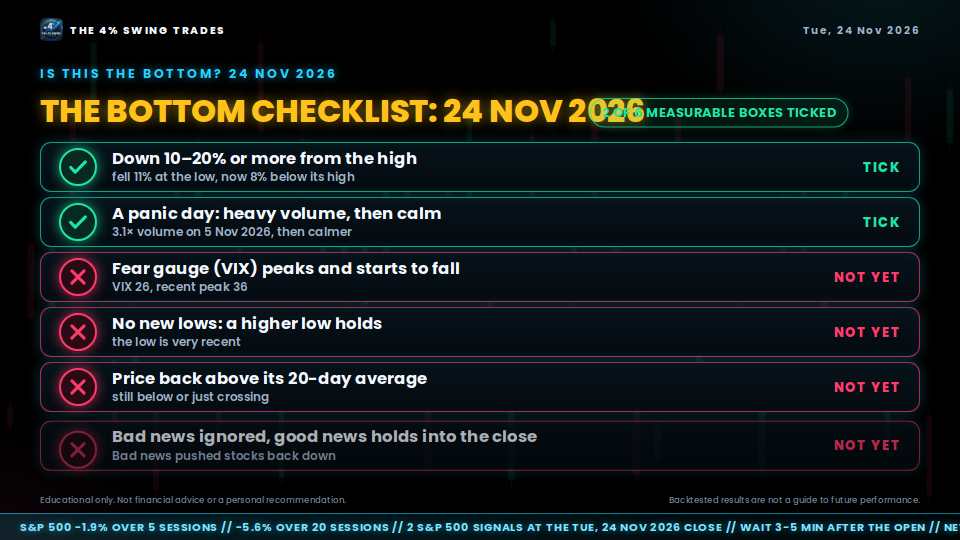 THE 4% SWING TRADES
Tue, 24 Nov 2026
IS THIS THE BOTTOM? 24 NOV 2026
THE BOTTOM CHECKLIST: 24 NOV 2026
MEASURABLE BOXES TICKED
Down 10–20% or more from the high
fell 11% at the low, now 8% below its high
TICK
A panic day: heavy volume, then calm
3.1× volume on 5 Nov 2026, then calmer
TICK
Fear gauge (VIX) peaks and starts to fall
VIX 26, recent peak 36
NOT YET
No new lows: a higher low holds
the low is very recent
NOT YET
Price back above its 20-day average
still below or just crossing
NOT YET
Bad news ignored, good news holds into the close
Bad news pushed stocks back down
NOT YET
Educational only. Not financial advice or a personal recommendation.
Backtested results are not a guide to future performance.
S&P 500 -1.9% OVER 5 SESSIONS // -5.6% OVER 20 SESSIONS // 2 S&P 500 SIGNALS AT THE TUE, 24 NOV 2026 CLOSE // WAIT 3-5 MIN AFTER THE OPEN //